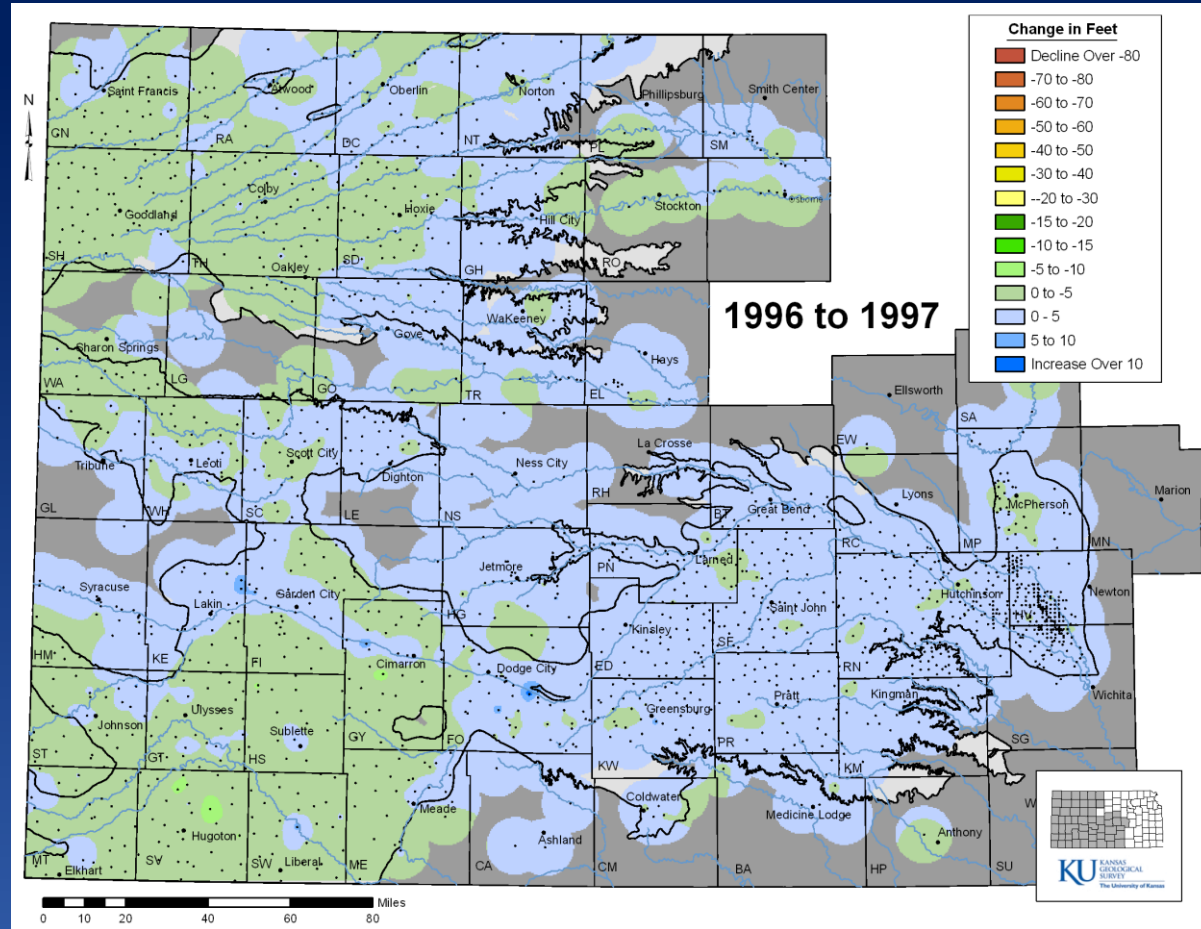 Change in Feet
Decline Over -80
-70 to -80
-60 to -70
-50 to -60
-40 to -50
-30 to -40
--20 to -30
-15 to -20
-10 to -15
-5 to -10
0 to -5
0 - 5
5 to 10
Increase Over 10
N
1996 to 1997
Saint Francis
Atwood
Oberlin
Norton
Phillipsburg
Smith Center
CN
RA
DC
NT
PL
SM
Goodland
Colby
Hoxie
Hill City
Stockton
Osborne
SH
TH
Oakley
SD
GH
RO
Sharon Springs
Gove
WaKeeney
Hays
WA
LG
GO
TR
EL
Ellsworth
SA
Tribune
Leoti
Scott City
Dighton
Ness City
La Crosse
EW
Great Bend
Lyons
McPherson
Marion
GL
WH
SC
LE
NS
RH
BT
RC
MP
MN
Syracuse
Lakin
Garden City
Jetmore
PN
Larned
Saint John
Hutchinson
Newton
HV
HM
KE
FI
HG
Cimarron
Dodge City
Kinsley
ED
SF
RN
Johnson
Ulysses
Sublette
Greensburg
Pratt
Kingman
Wichita
ST
GT
HS
GY
FO
KW
PR
KM
SG
Hugoton
Meade
Coldwater
Medicine Lodge
Ashland
Anthony
MT
Elkhart
SV
SW
Liberal
ME
CA
CM
BA
HP
SU
W
0 10 20 40 60 80 Miles
KU KANSAS
GEOLOGICAL
SURVEY
The University of Kansas